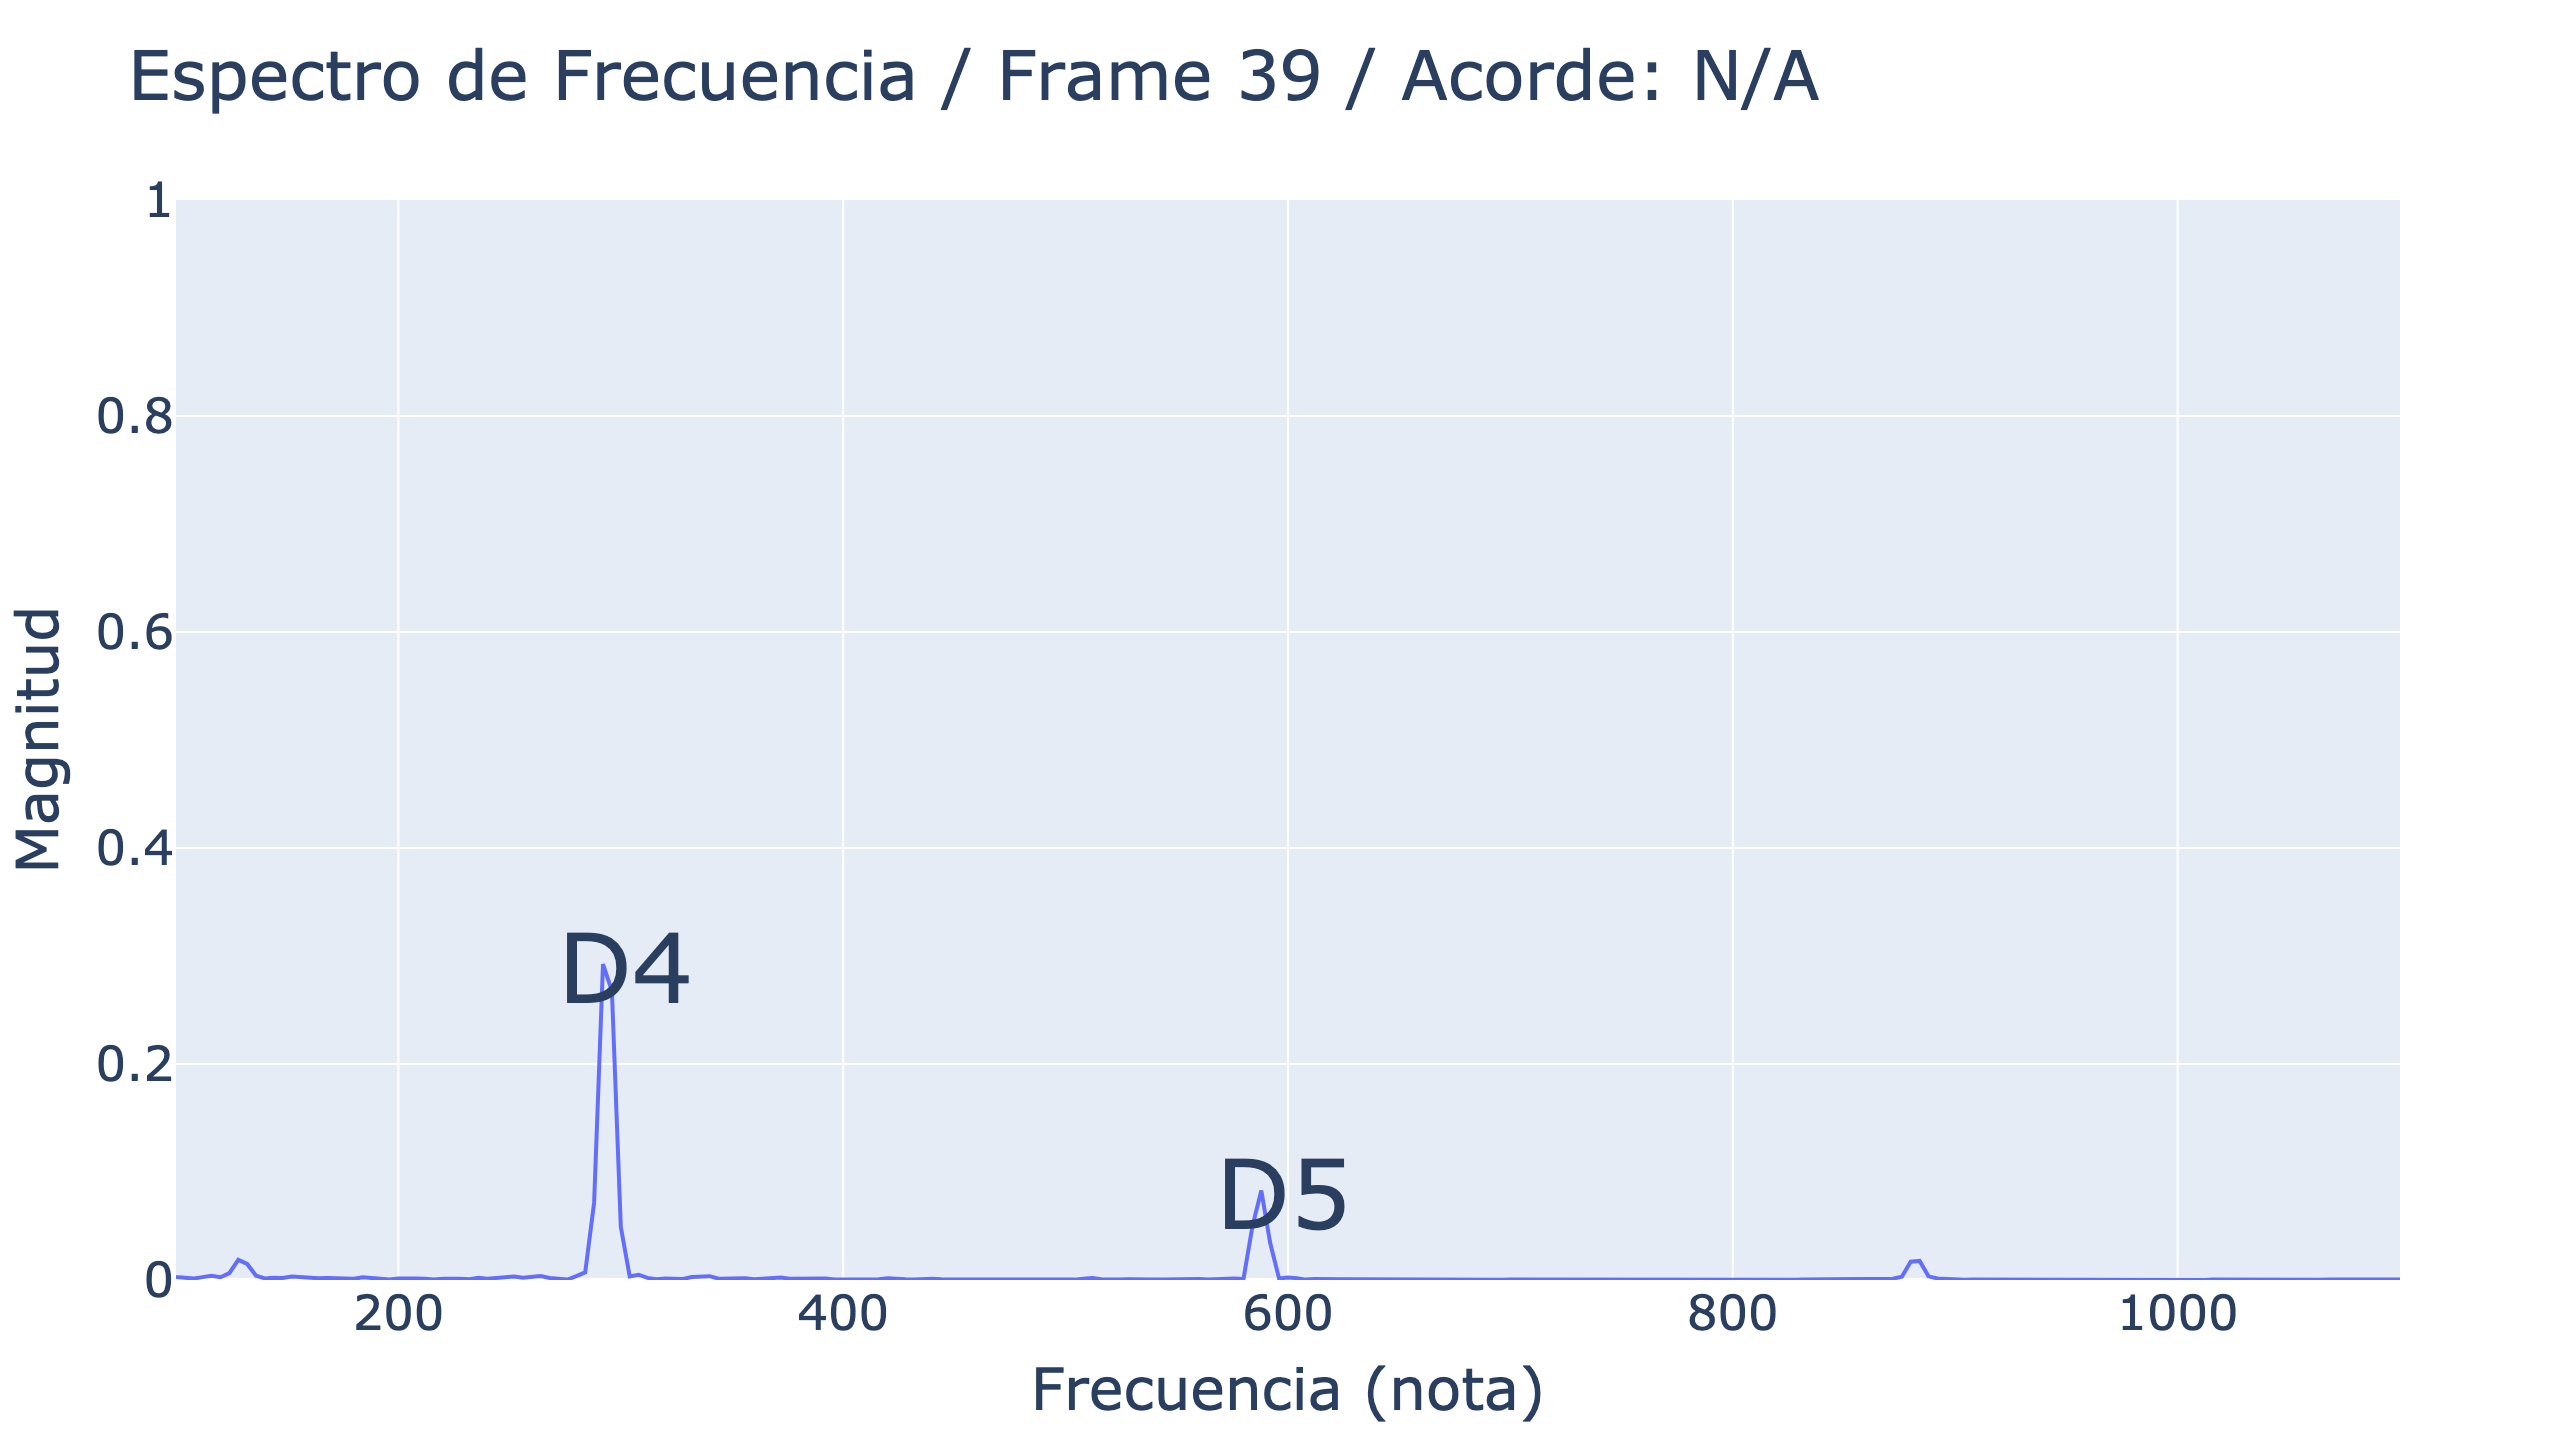 Espectro de Frecuencia / Frame 39 / Acorde: N/A
1
0.8
0.6
0.4
0.2
0
Magnitud
D4
D5
200
400
600
800
1000
Frecuencia (nota)